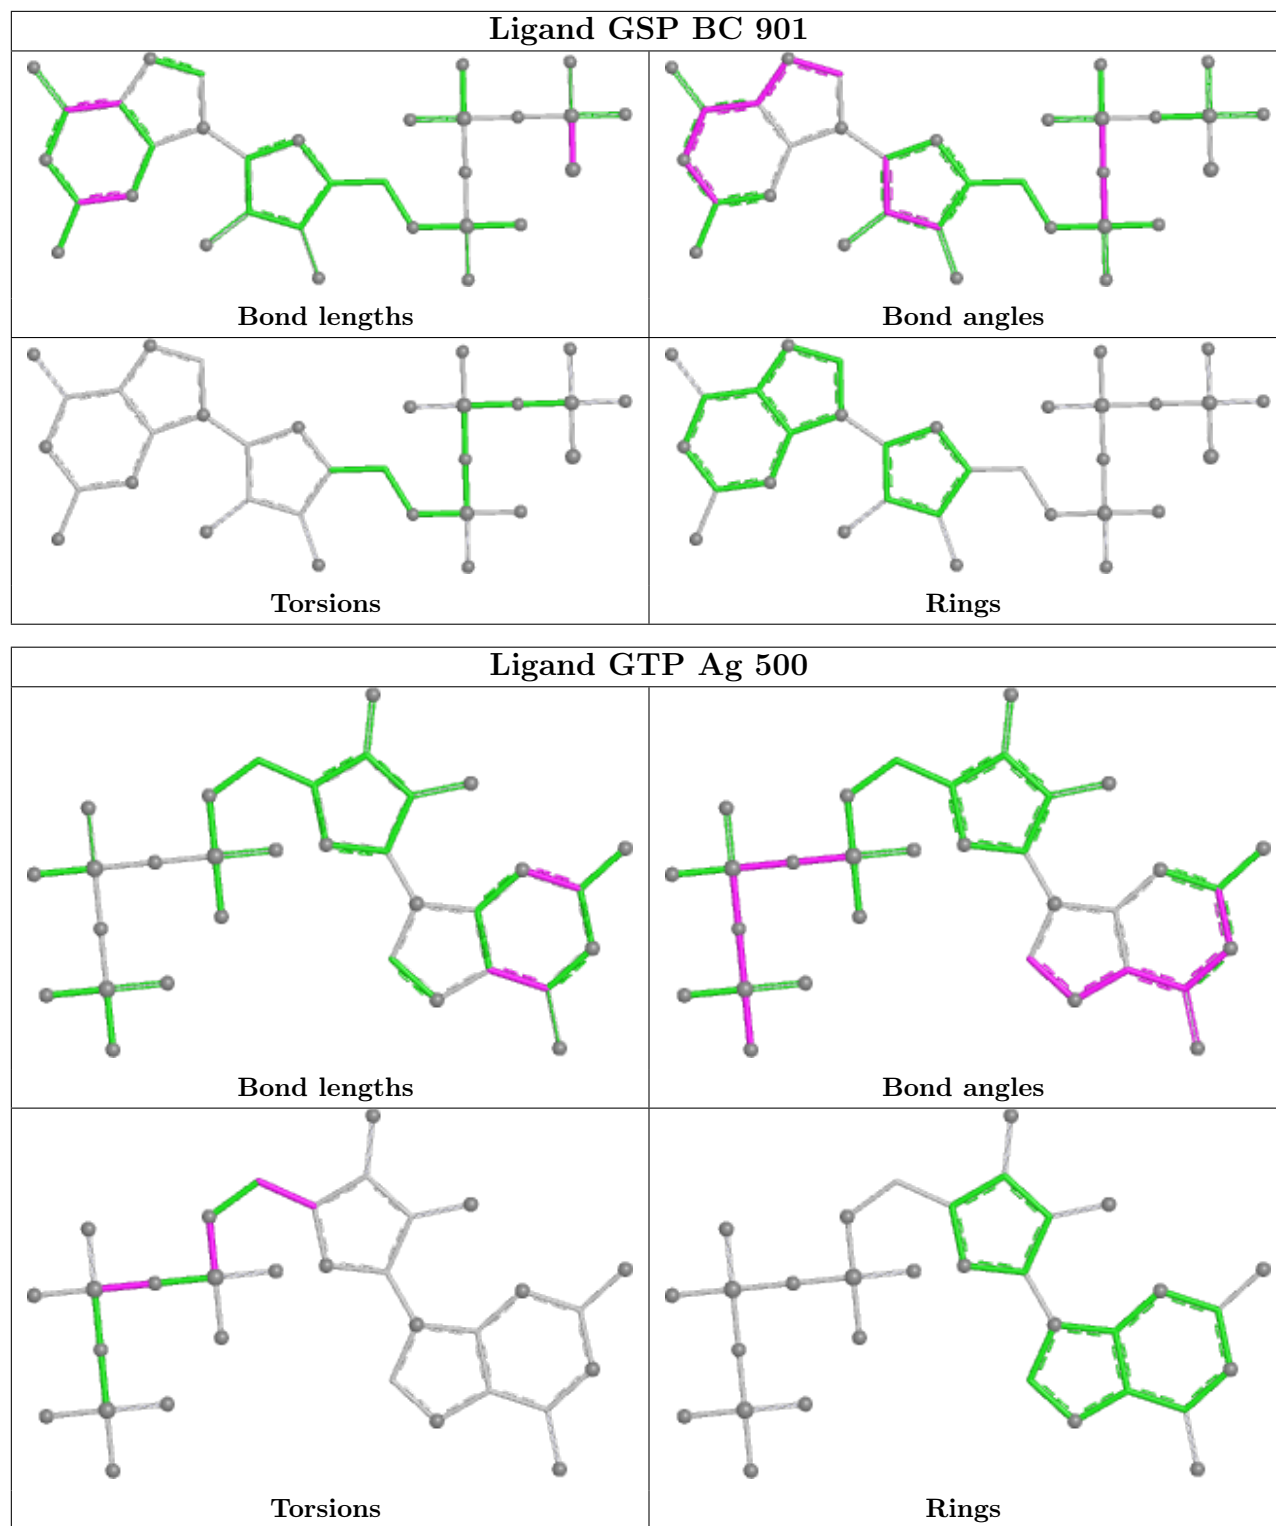 Ligand GSP BC 901
Bond lengths
Bond angles
Torsions
Rings
Ligand GTP Ag 500
Bond lengths
Bond angles
Torsions
Rings